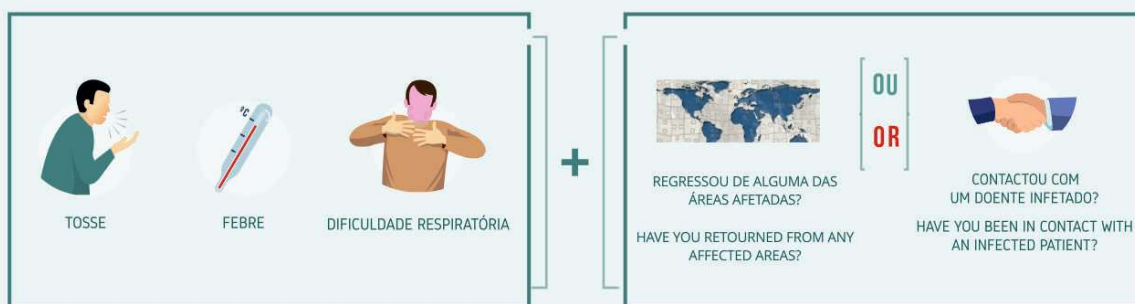 °C
TOSSE
FEBRE
DIFICULDADE RESPIRATÓRIA
+
REGRESSOU DE ALGUMA DAS
ÁREAS AFETADAS?
HAVE YOU RETOURNED FROM ANY
AFFECTED AREAS?
OU
OR
CONTACTOU COM
UM DOENTE INFETADO?
HAVE YOU BEEN IN CONTACT WITH
AN INFECTED PATIENT?